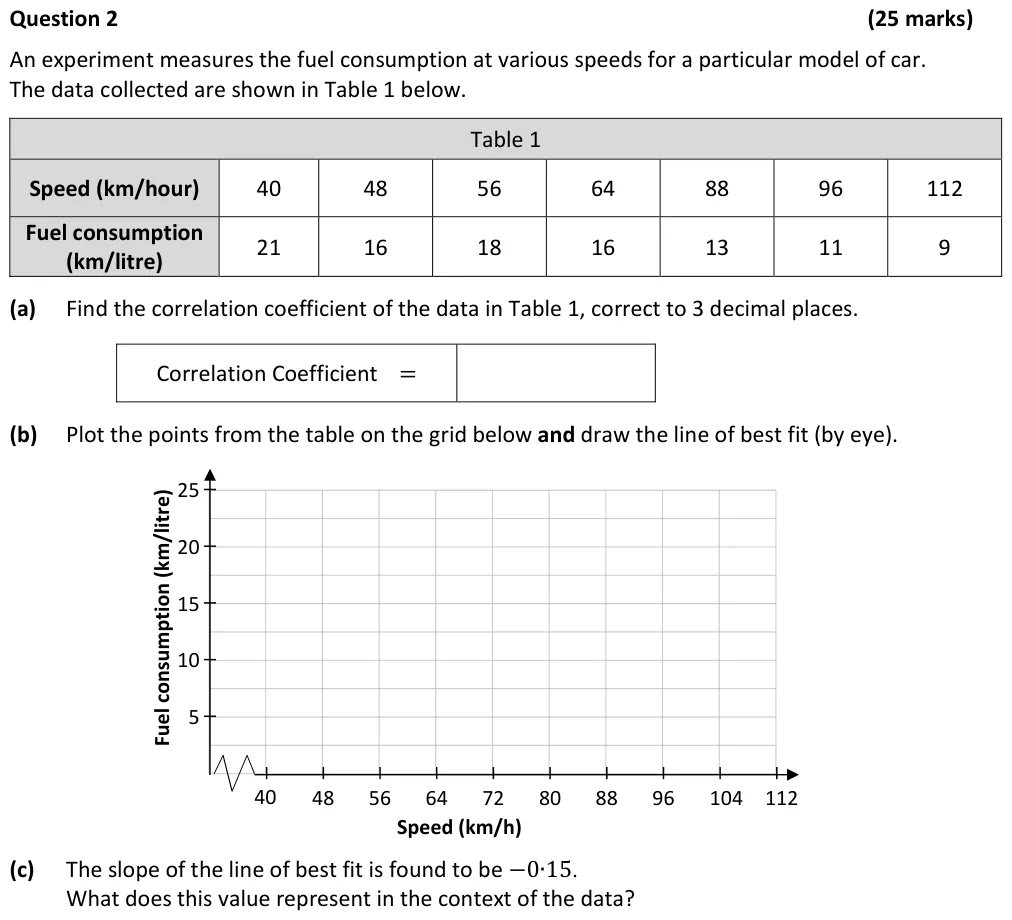 Question 2 (25 marks)
An experiment measures the fuel consumption at various speeds for a particular model of car.
The data collected are shown in Table 1 below.
Table 1
Speed (km/hour) 40 48 56 64 88 96 112
Fuel consumption
(km/litre) 21 16 18 16 13 11 9
(a) Find the correlation coefficient of the data in Table 1, correct to 3 decimal places.
Correlation Coefficient =
(b) Plot the points from the table on the grid below and draw the line of best fit (by eye).
Fuel consumption (km/litre)
25
20
15
10
5
40 48 56 64 72 80 88 96 104 112
Speed (km/h)
(c) The slope of the line of best fit is found to be −0·15.
What does this value represent in the context of the data?